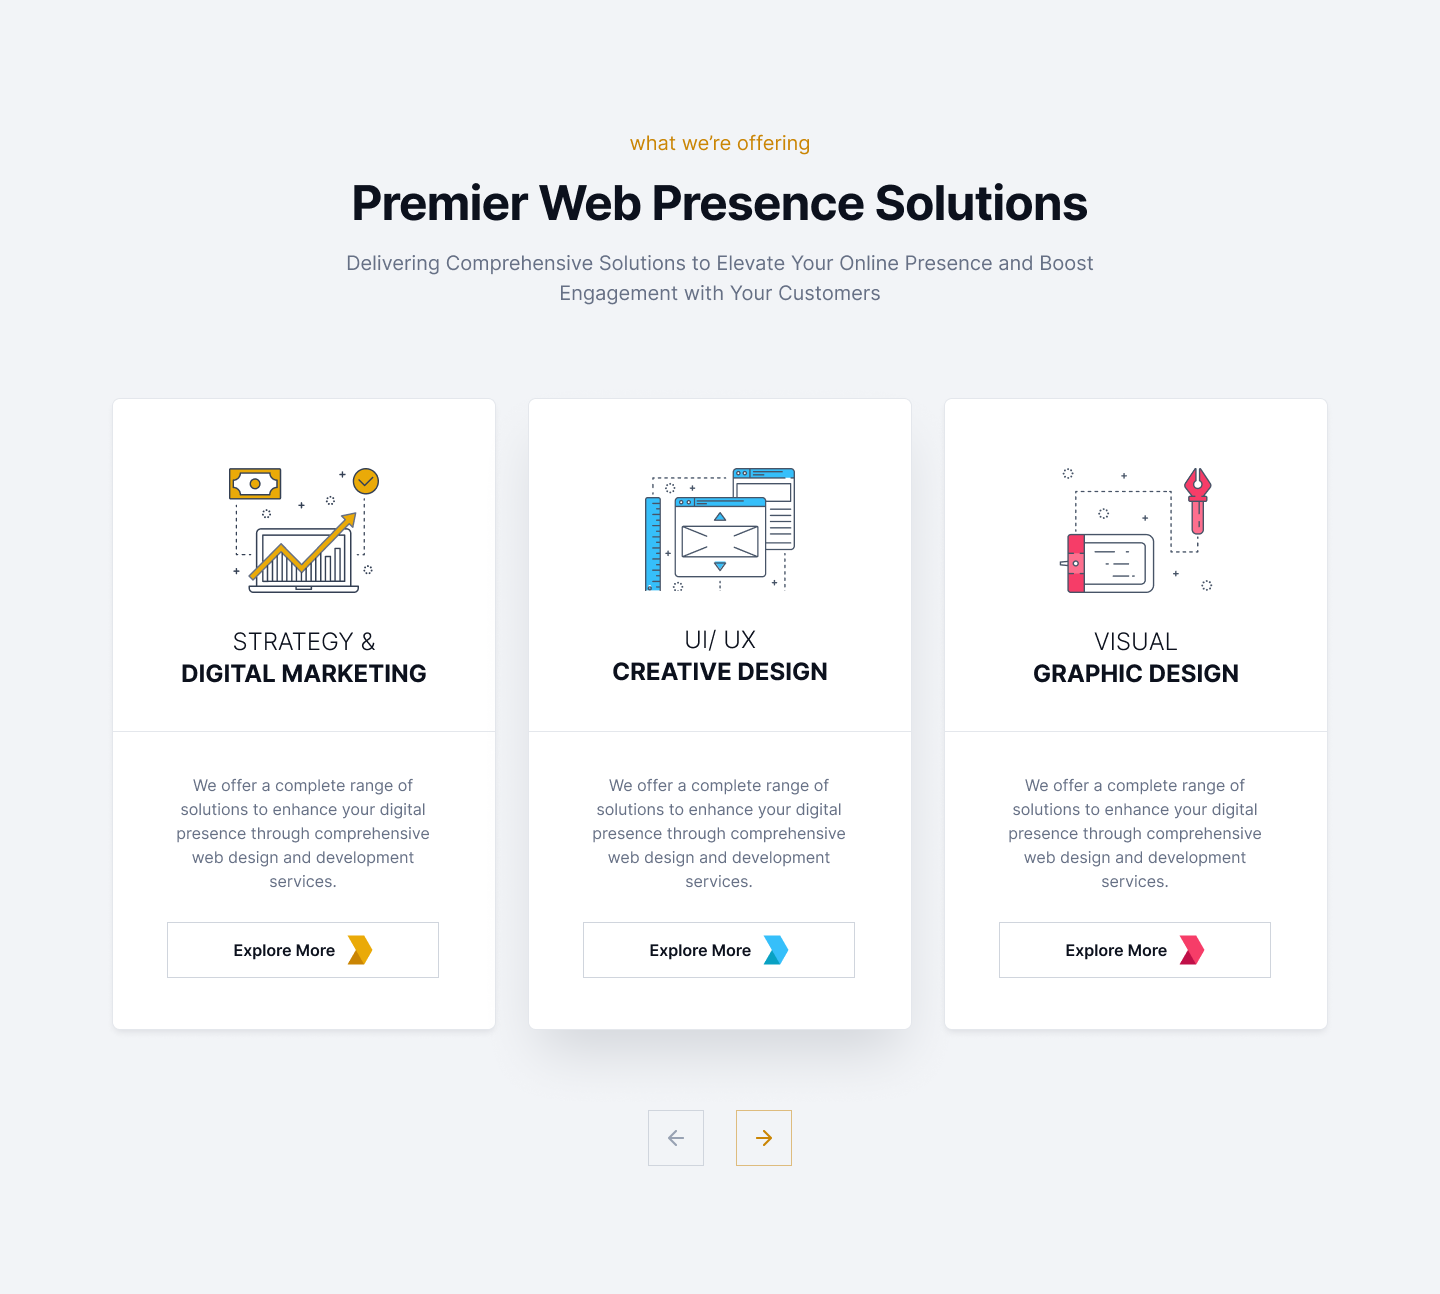 what we’re offering
Premier Web Presence Solutions
Delivering Comprehensive Solutions to Elevate Your Online Presence and Boost
Engagement with Your Customers
STRATEGY &
DIGITAL MARKETING
We offer a complete range of
solutions to enhance your digital
presence through comprehensive
web design and development
services.
Explore More
UI/ UX
CREATIVE DESIGN
We offer a complete range of
solutions to enhance your digital
presence through comprehensive
web design and development
services.
Explore More
VISUAL
GRAPHIC DESIGN
We offer a complete range of
solutions to enhance your digital
presence through comprehensive
web design and development
services.
Explore More